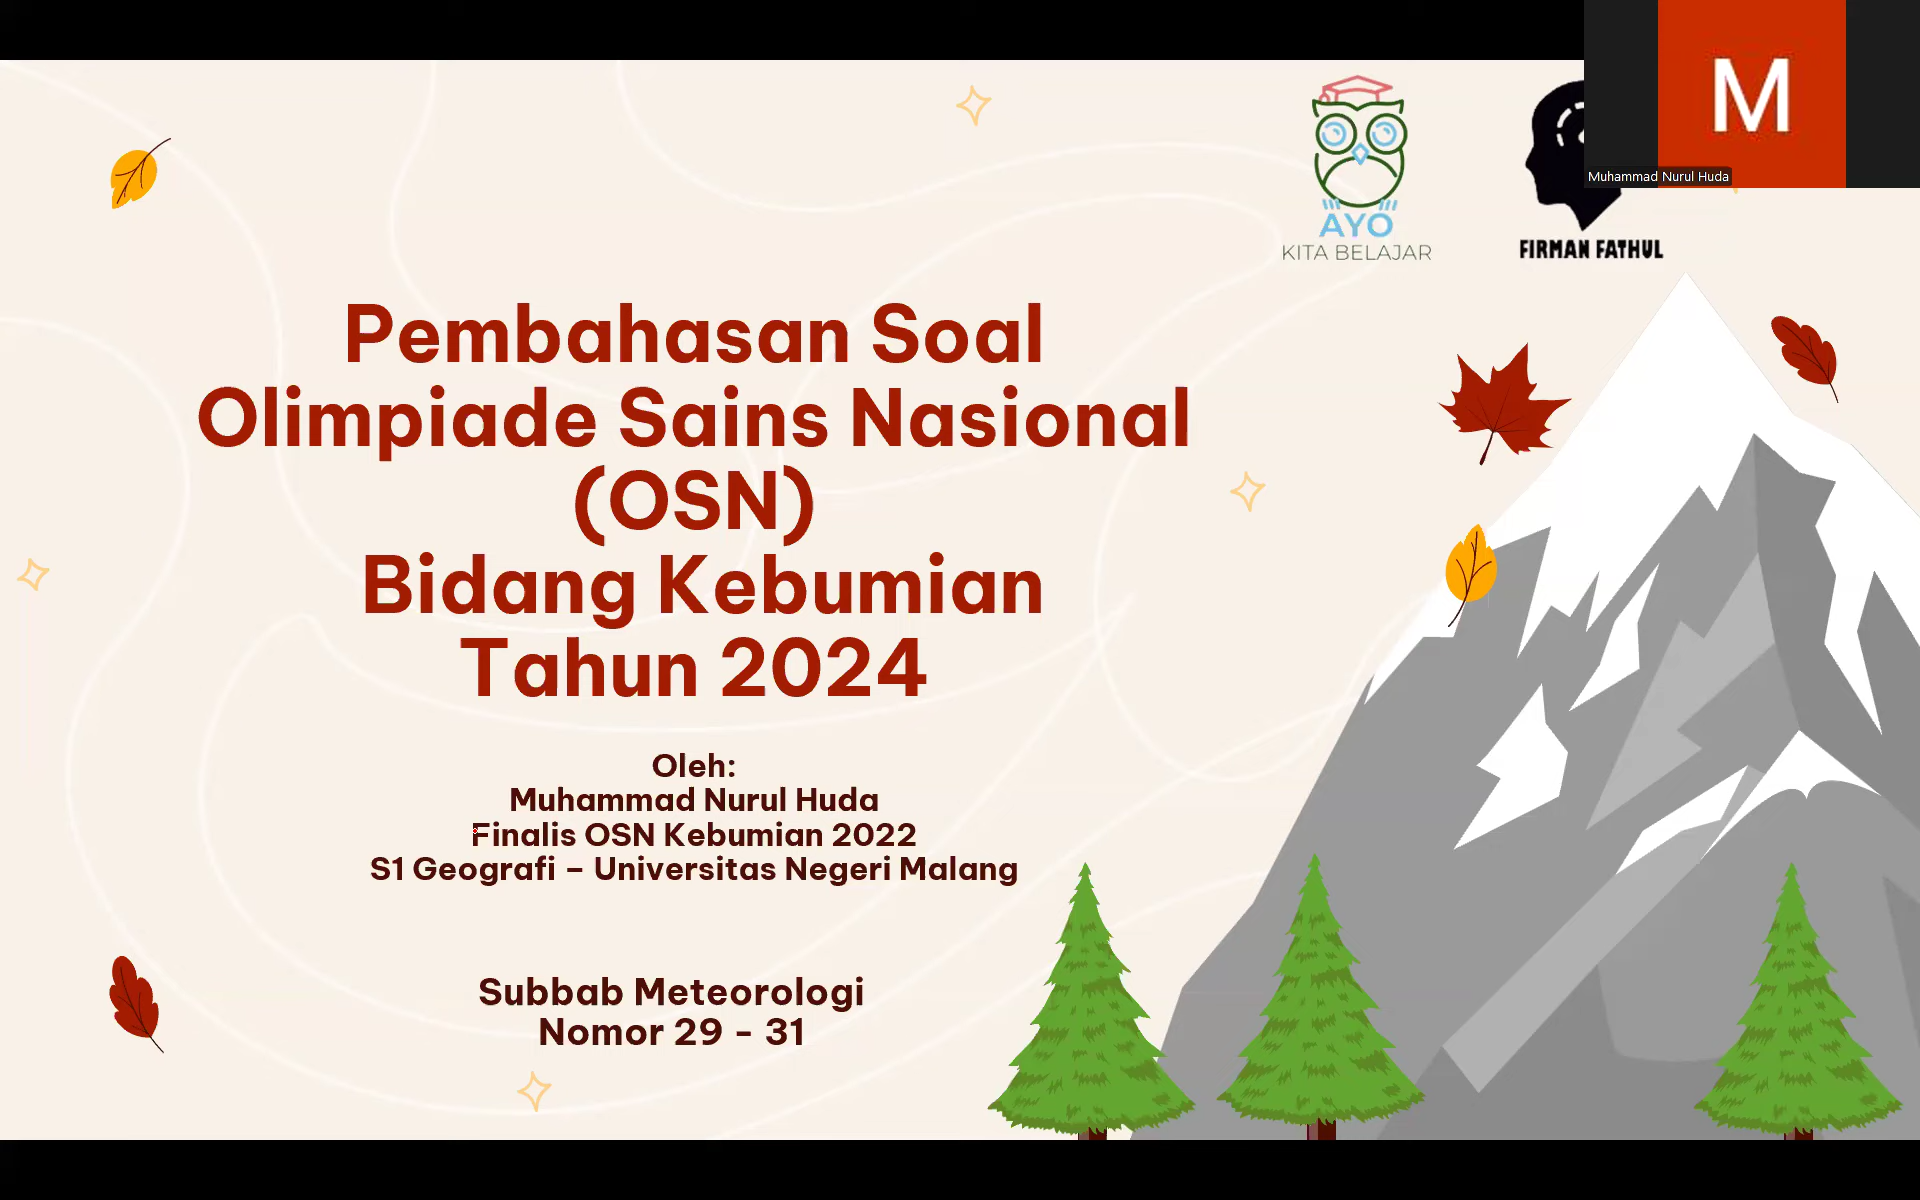 M
Muhammad Nurul Huda
AYO
KITA BELAJAR
FIRMAN FATHUL
Pembahasan Soal
Olimpiade Sains Nasional
(OSN)
Bidang Kebumian
Tahun 2024
Oleh:
Muhammad Nurul Huda
Finalis OSN Kebumian 2022
S1 Geografi – Universitas Negeri Malang
Subbab Meteorologi
Nomor 29 - 31